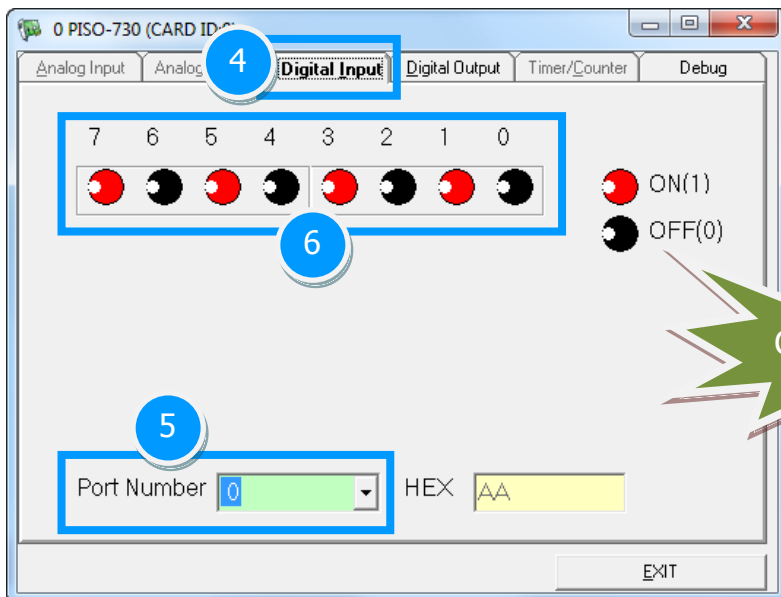 0 PISO-730 (CARD ID:0)
Analog Input Analog Digital Input Digital Output Timer/Counter Debug
4
7 6 5 4 3 2 1 0
ON(1)
OFF(0)
6
5
Port Number 0 HEX AA
EXIT